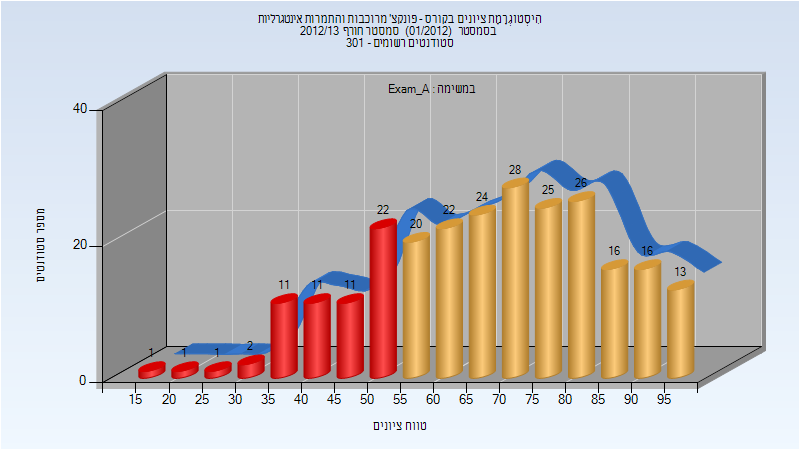 היסטוגרמת ציונים בקורס - פונקצ' מרוכבות והתמרות אינטגרליות
בסמסטר (01/2012) סמסטר חורף 2012/13
סטודנטים רשומים - 301
במשימה : Exam_A
מספר סטודנטים
40
20
0
1 1 1 2 11 11 11 22 20 22 24 28 25 26 16 16 13
15 20 25 30 35 40 45 50 55 60 65 70 75 80 85 90 95
טווח ציונים